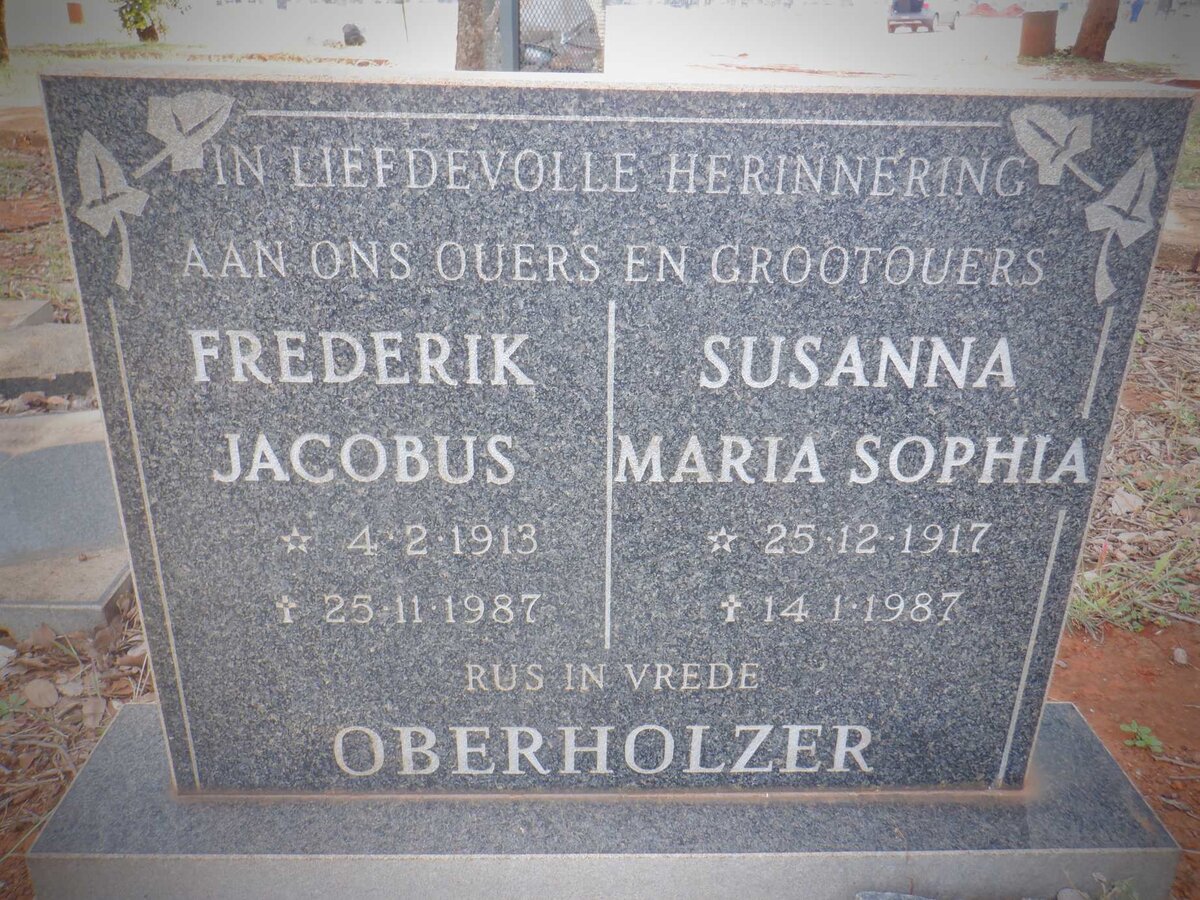 IN LIEFDEVOLLE HERINNERING
AAN ONS OUERS EN GROOTOUERS
FREDERIK
JACOBUS
☆ 4·2·1913
✝ 25·11·1987
SUSANNA
MARIA SOPHIA
☆ 25·12·1917
✝ 14·1·1987
RUS IN VREDE
OBERHOLZER